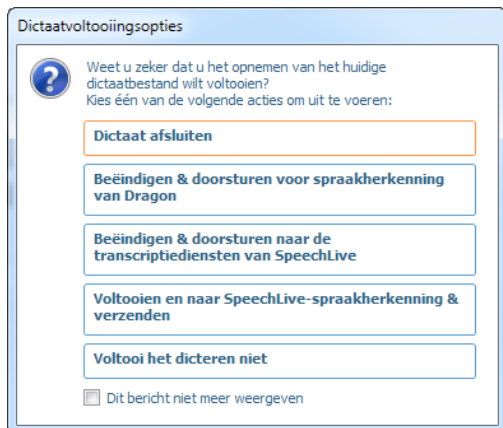 Dictaatvoltooiingsopties
Weet u zeker dat u het opnemen van het huidige
dictaatbestand wilt voltooien?
Kies één van de volgende acties om uit te voeren:
Dictaat afsluiten
Beëindigen & doorsturen voor spraakherkenning
van Dragon
Beëindigen & doorsturen naar de
transcriptiediensten van SpeechLive
Voltooien en naar SpeechLive-spraakherkenning &
verzenden
Voltooi het dicteren niet
Dit bericht niet meer weergeven